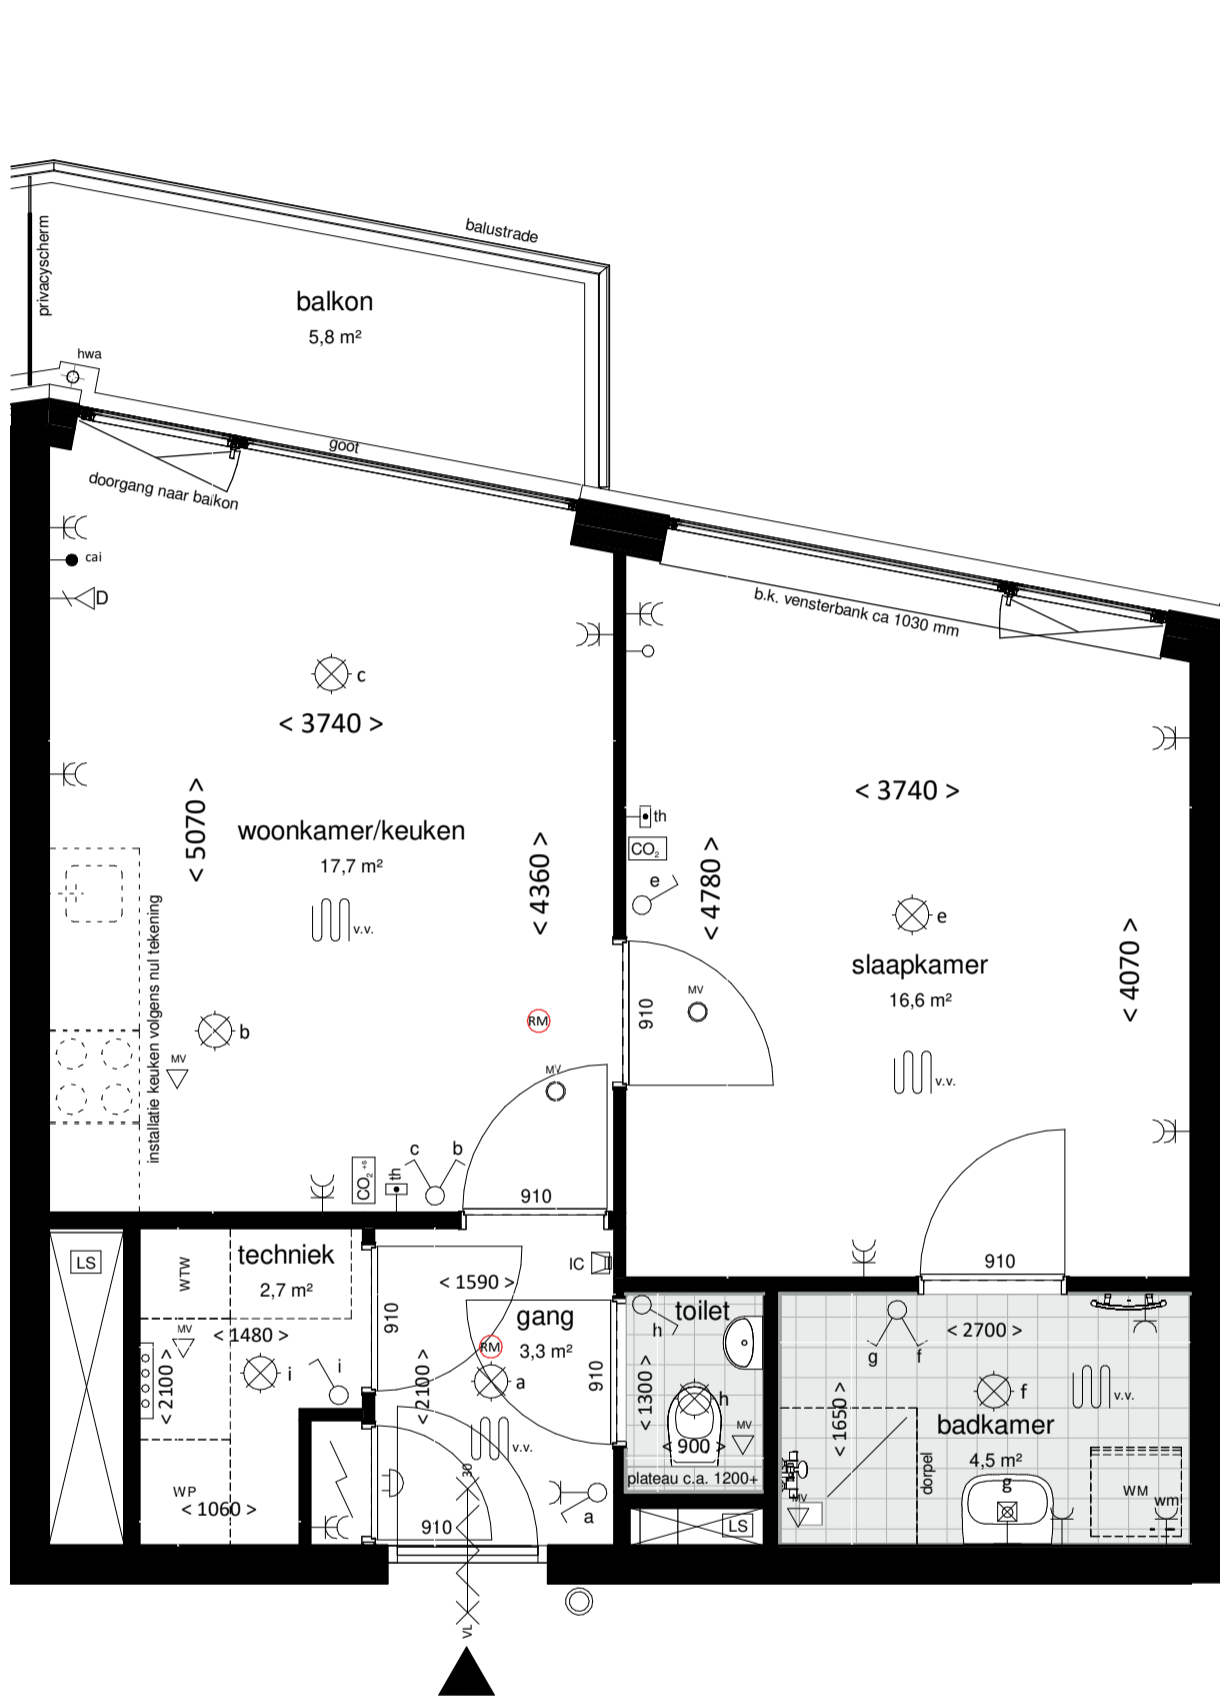 balustrade
privacyscherm
balkon
5,8 m²
hwa
goot
doorgang naar balkon
cai
D
b.k. vensterbank ca 1030 mm
c
< 3740 >
< 3740 >
th
CO₂
e
< 5070 >
woonkamer/keuken
17,7 m²
< 4360 >
< 4780 >
e
slaapkamer
16,6 m²
< 4070 >
v.v.
installatie keuken volgens nul tekening
RM
MV
910
b
MV
MV
v.v.
c
b
CO₂ +5
th
910
910
LS
WTW
techniek
2,7 m²
IC
< 1590 >
gang
3,3 m²
RM
a
910
910
toilet
h
< 2700 >
g
f
MV
< 1480 >
i
i
< 2100 >
< 2100 >
< 1300 >
h
MV
< 900 >
plateau c.a. 1200+
< 1650 >
f
v.v.
badkamer
4,5 m²
g
dorpel
MV
WM
wm
v.v.
30
WP
< 1060 >
910
a
LS
VL